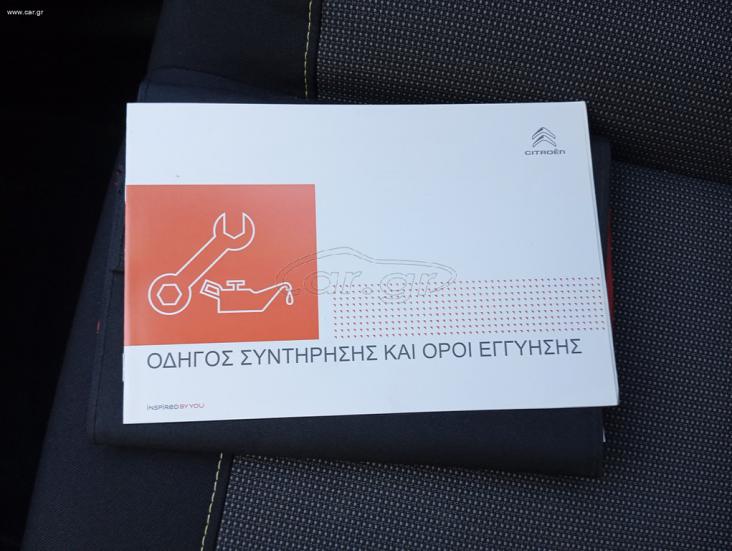 www.car.gr
CITROËN
car.gr
ΟΔΗΓΟΣ ΣΥΝΤΗΡΗΣΗΣ ΚΑΙ ΟΡΟΙ ΕΓΓΥΗΣΗΣ
INSPIRED BY YOU